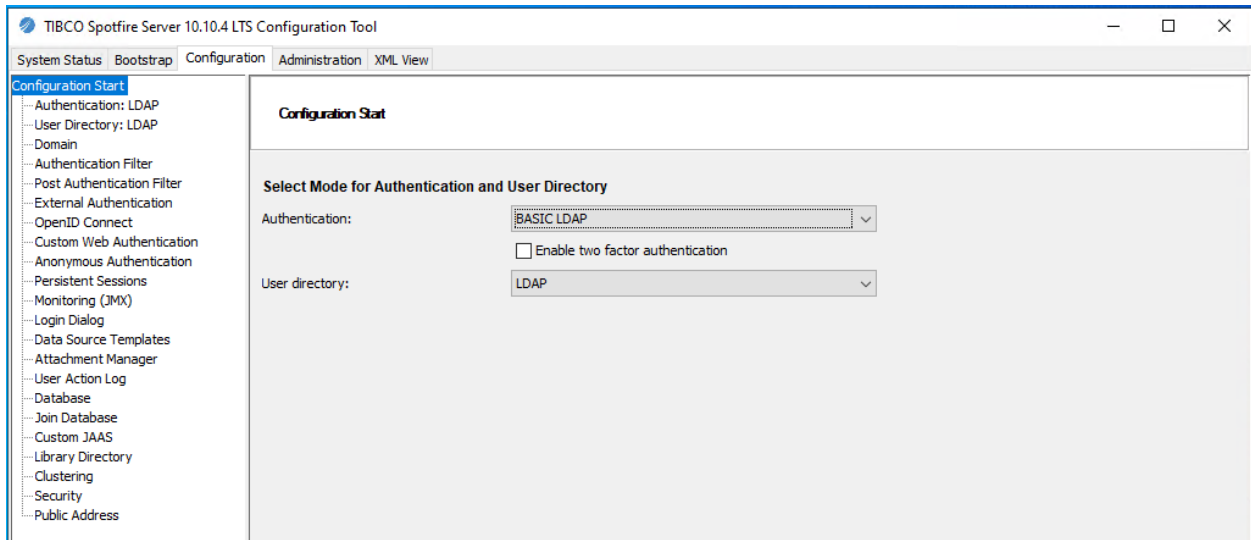 TIBCO Spotfire Server 10.10.4 LTS Configuration Tool
System Status Bootstrap Configuration Administration XML View
Configuration Start
Authentication: LDAP
User Directory: LDAP
Domain
Authentication Filter
Post Authentication Filter
External Authentication
OpenID Connect
Custom Web Authentication
Anonymous Authentication
Persistent Sessions
Monitoring (JMX)
Login Dialog
Data Source Templates
Attachment Manager
User Action Log
Database
Join Database
Custom JAAS
Library Directory
Clustering
Security
Public Address
Configuration Start
Select Mode for Authentication and User Directory
Authentication: BASIC LDAP
Enable two factor authentication
User directory: LDAP